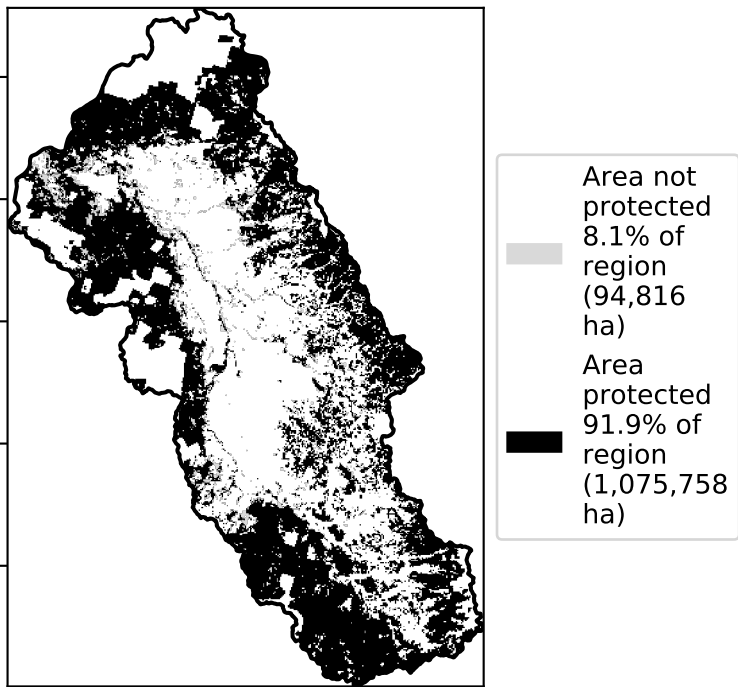 Area not
protected
8.1% of
region
(94,816
ha)
Area
protected
91.9% of
region
(1,075,758
ha)